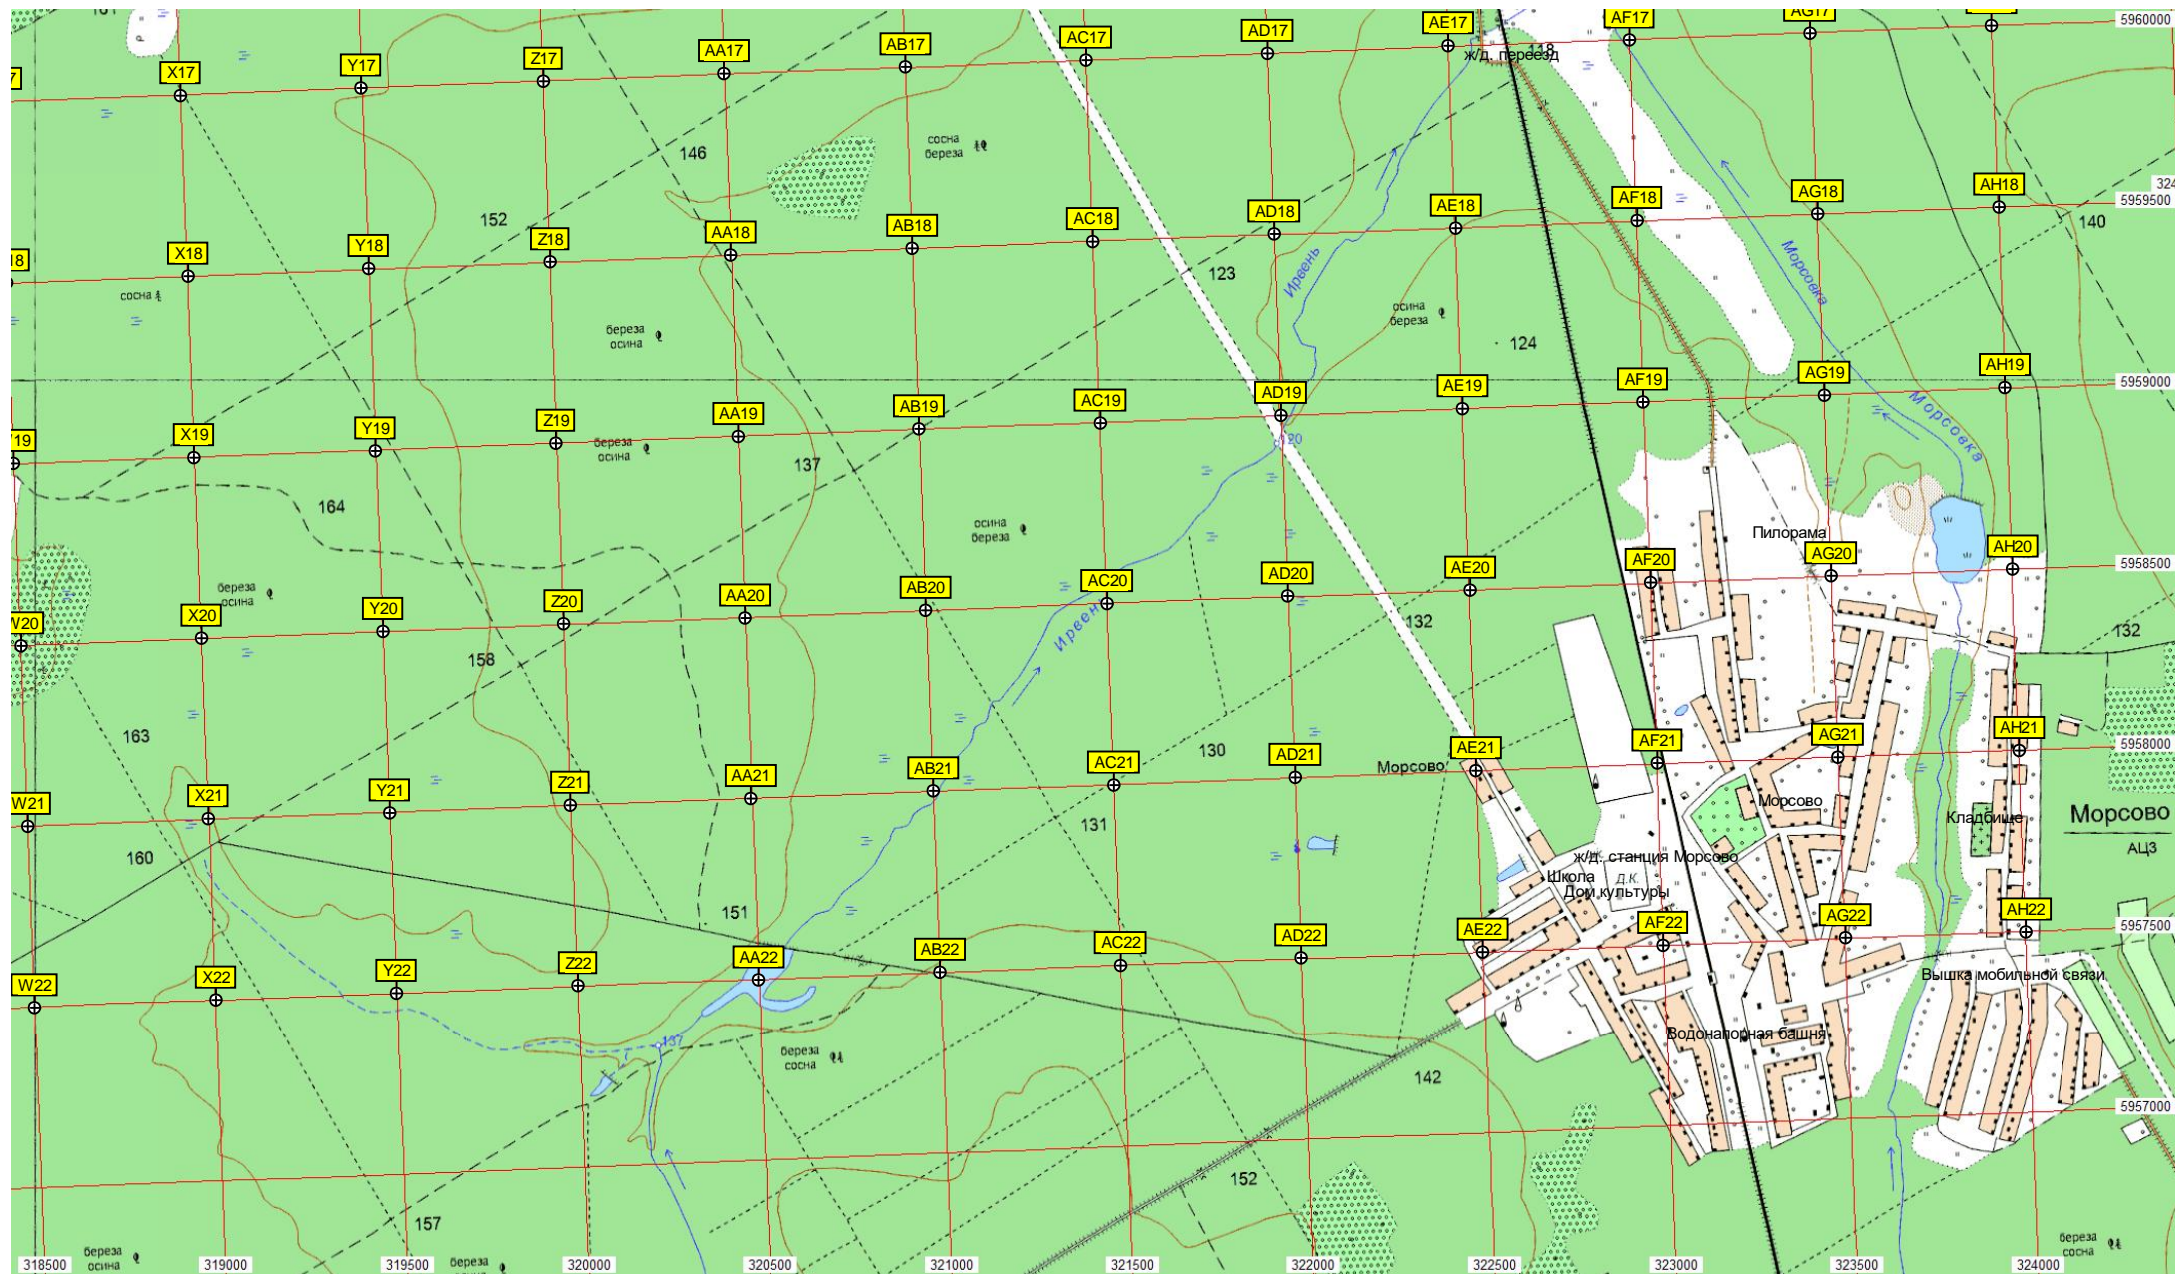 161
AF17
AG17
5960000
AE17
AD17
AC17
AB17
AA17
118
ж/д. переезд
Z17
Y17
X17
сосна
береза
146
324
152
5959500
AH18
AG18
AF18
AE18
AD18
AC18
AB18
AA18
140
Z18
Y18
X18
18
Морсовка
Ирвень
123
сосна
осина
береза
береза
осина
124
5959000
AH19
AG19
AF19
AE19
AD19
AC19
AB19
AA19
Z19
Y19
X19
Морсовка
120
береза
осина
137
164
осина
береза
Пилорама
5958500
AH20
AG20
AF20
AE20
AD20
AC20
AB20
AA20
Z20
Y20
X20
W20
береза
осина
Ирвень
132
132
158
163
5958000
AH21
AG21
AF21
AE21
AD21
AC21
AB21
AA21
Z21
Y21
X21
W21
130
Морсово
Морсово
Морсово
Кладбище
131
АЦЗ
160
ж/д. станция Морсово
Школа
Д.К.
Дом культуры
151
5957500
AH22
AG22
AF22
AE22
AD22
AC22
AB22
AA22
Z22
Y22
X22
W22
Вышка мобильной связи
Водонапорная башня
137
береза
сосна
142
5957000
152
157
береза
осина
береза
осина
береза
сосна
318500
319000
319500
320000
320500
321000
321500
322000
322500
323000
323500
324000